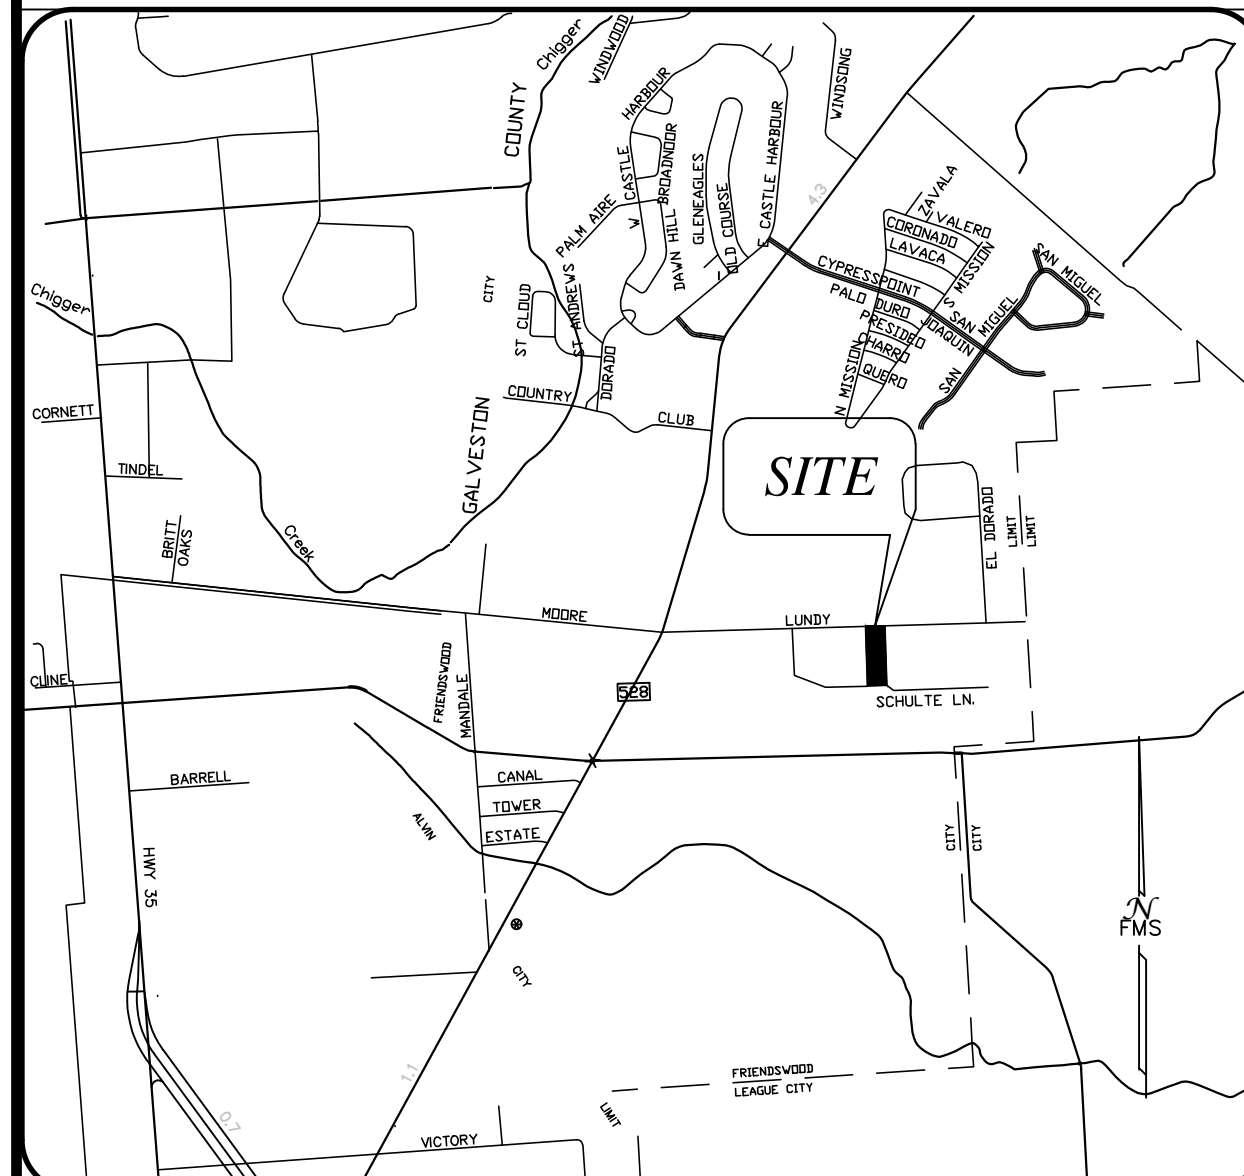 Chigger
WINDWOOD
COUNTY
HARBOUR
WINDSONG
W CASTLE
BROADNOOR
GLENEAGLES
OLD COURSE
E CASTLE HARBOUR
4.3
ZAVALA
VALERO
CORONADO
LAVACA
S MISSION
PALM AIRE
DAWN HILL
CITY
ST CLOUD
ST ANDREWS
CYPRESSPOINT
SAN MIGUEL
PALO DURO
PRESIDEO
CHARRO
QUERO
N MISSION
SAN JOAQUIN
SAN MIGUEL
Chigger
DORADO
COUNTRY
CLUB
CORNETT
GALVESTON
TINDEL
BRITT
OAKS
Creek
SITE
EL DORADO
LIMIT
LIMIT
MOORE
LUNDY
CLINE
FRIENDSWOOD
MANDALE
528
SCHULTE LN.
BARRELL
CANAL
TOWER
ESTATE
ALVIN
CITY
CITY
HWY 35
N
FMS
CITY
1.1
0.7
FRIENDSWOOD
LEAGUE CITY
LIMIT
VICTORY